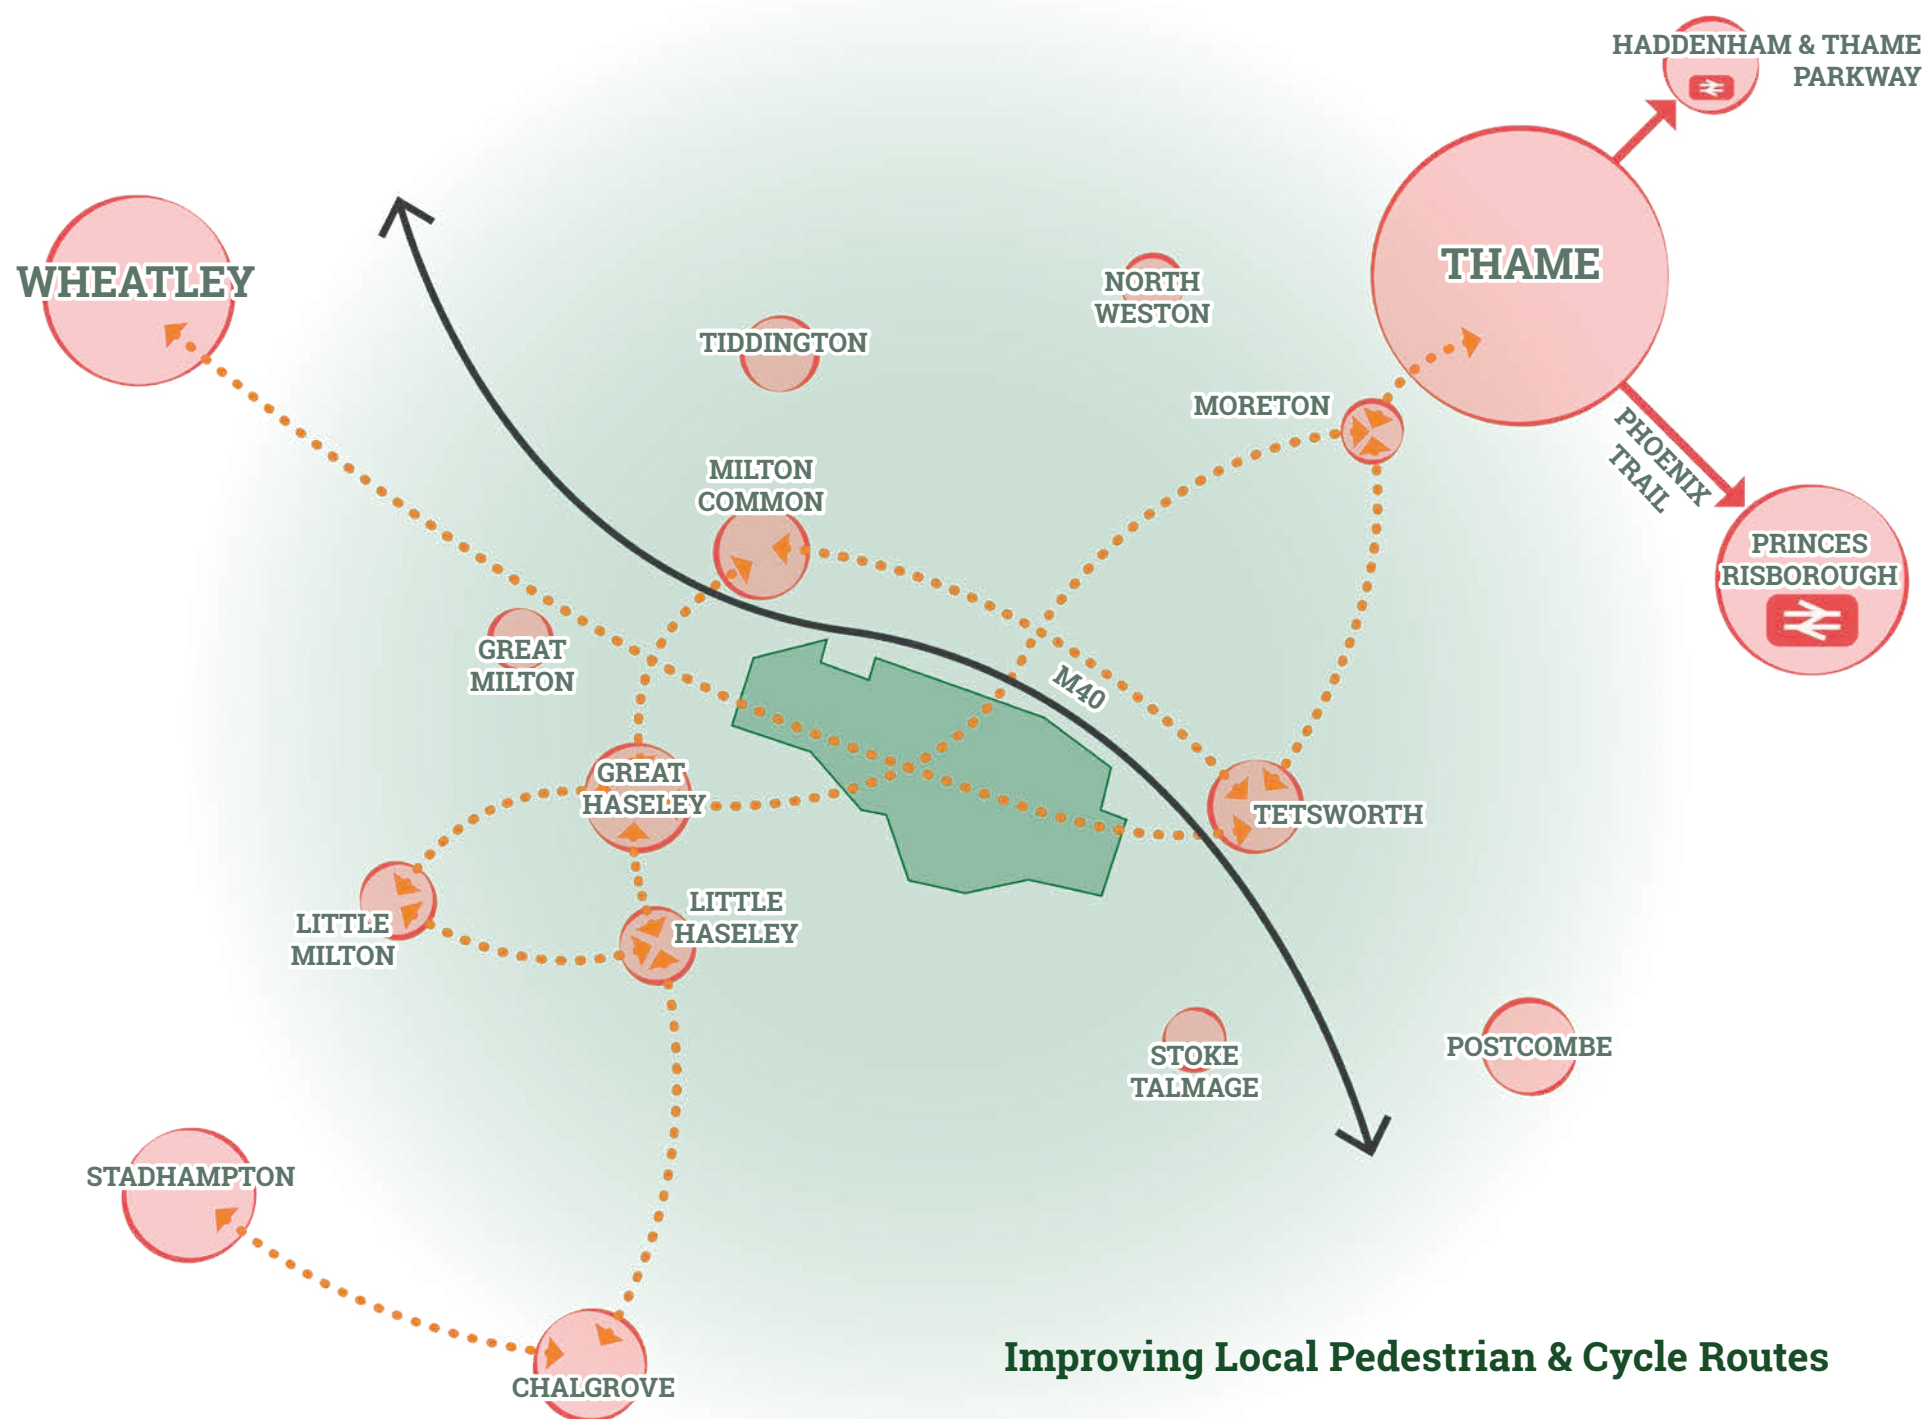 HADDENHAM & THAME
PARKWAY
WHEATLEY
THAME
NORTH
WESTON
TIDDINGTON
MORETON
PHOENIX
TRAIL
MILTON
COMMON
PRINCES
RISBOROUGH
GREAT
MILTON
M40
GREAT
HASELEY
TETSWORTH
LITTLE
HASELEY
LITTLE
MILTON
STOKE
TALMAGE
POSTCOMBE
STADHAMPTON
CHALGROVE
Improving Local Pedestrian & Cycle Routes